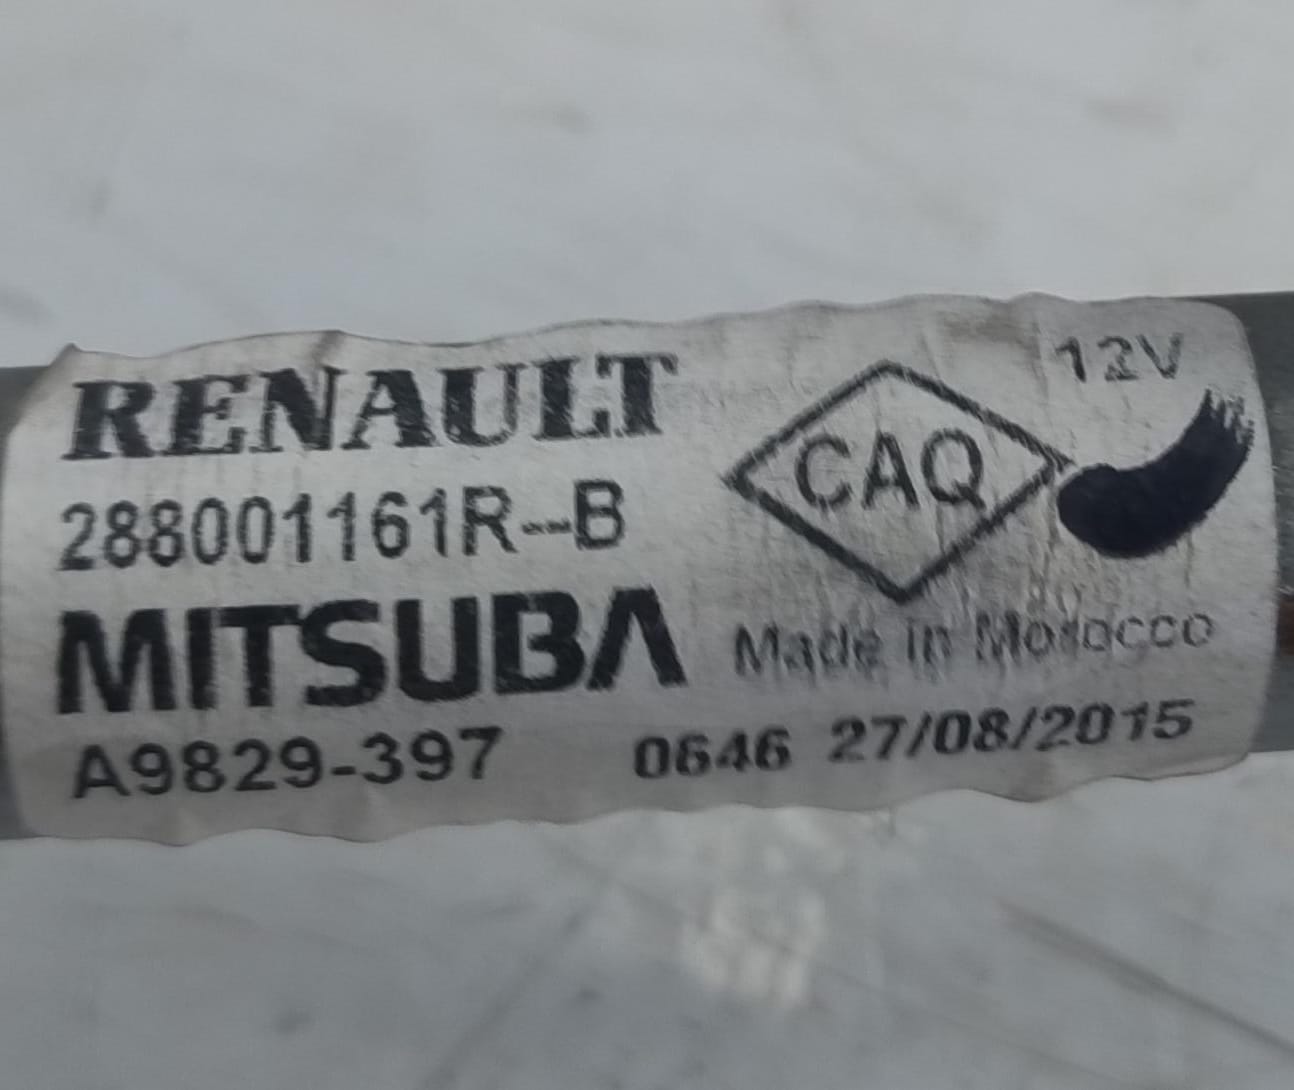 RENAULT
288001161R--B
MITSUBA
A9829-397
CAQ
12V
Made in Morocco
0646 27/08/2015